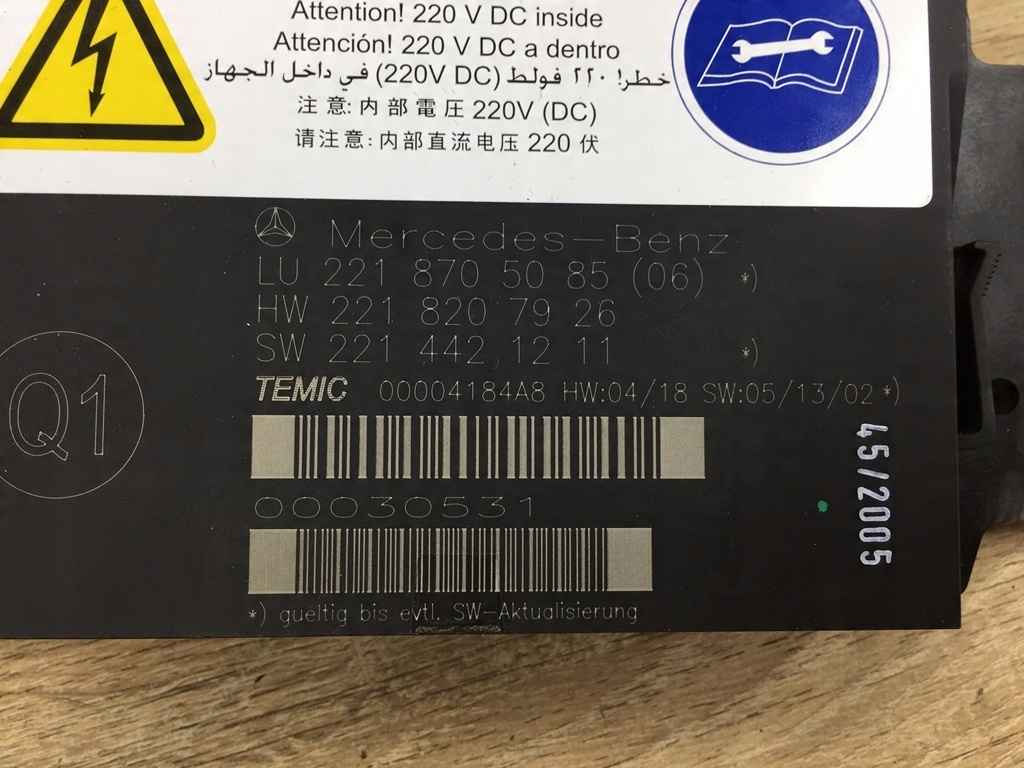 Attention! 220 V DC inside
Attención! 220 V DC a dentro
خطر! ٢٢٠ فولط (220V DC) في داخل الجهاز
注 意: 内 部 電 圧 220V (DC)
请注意: 内部直流电压 220 伏
Mercedes-Benz
LU 221 870 50 85 (06) *)
HW 221 820 79 26
SW 221 442 12 11 *)
TEMIC 00004184A8 HW:04/18 SW:05/13/02 *)
Q1
00030531
45/2005
*) gueltig bis evtl. SW-Aktualisierung